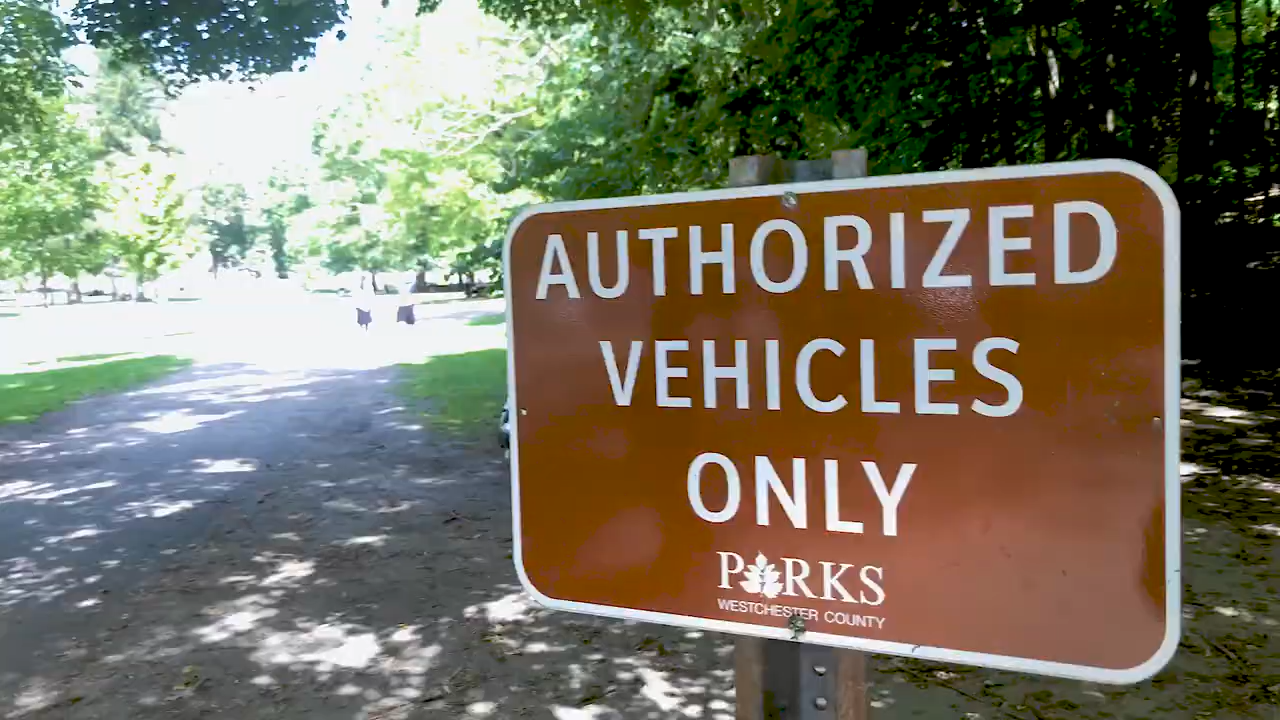 AUTHORIZED
VEHICLES
ONLY
PARKS
WESTCHESTER COUNTY